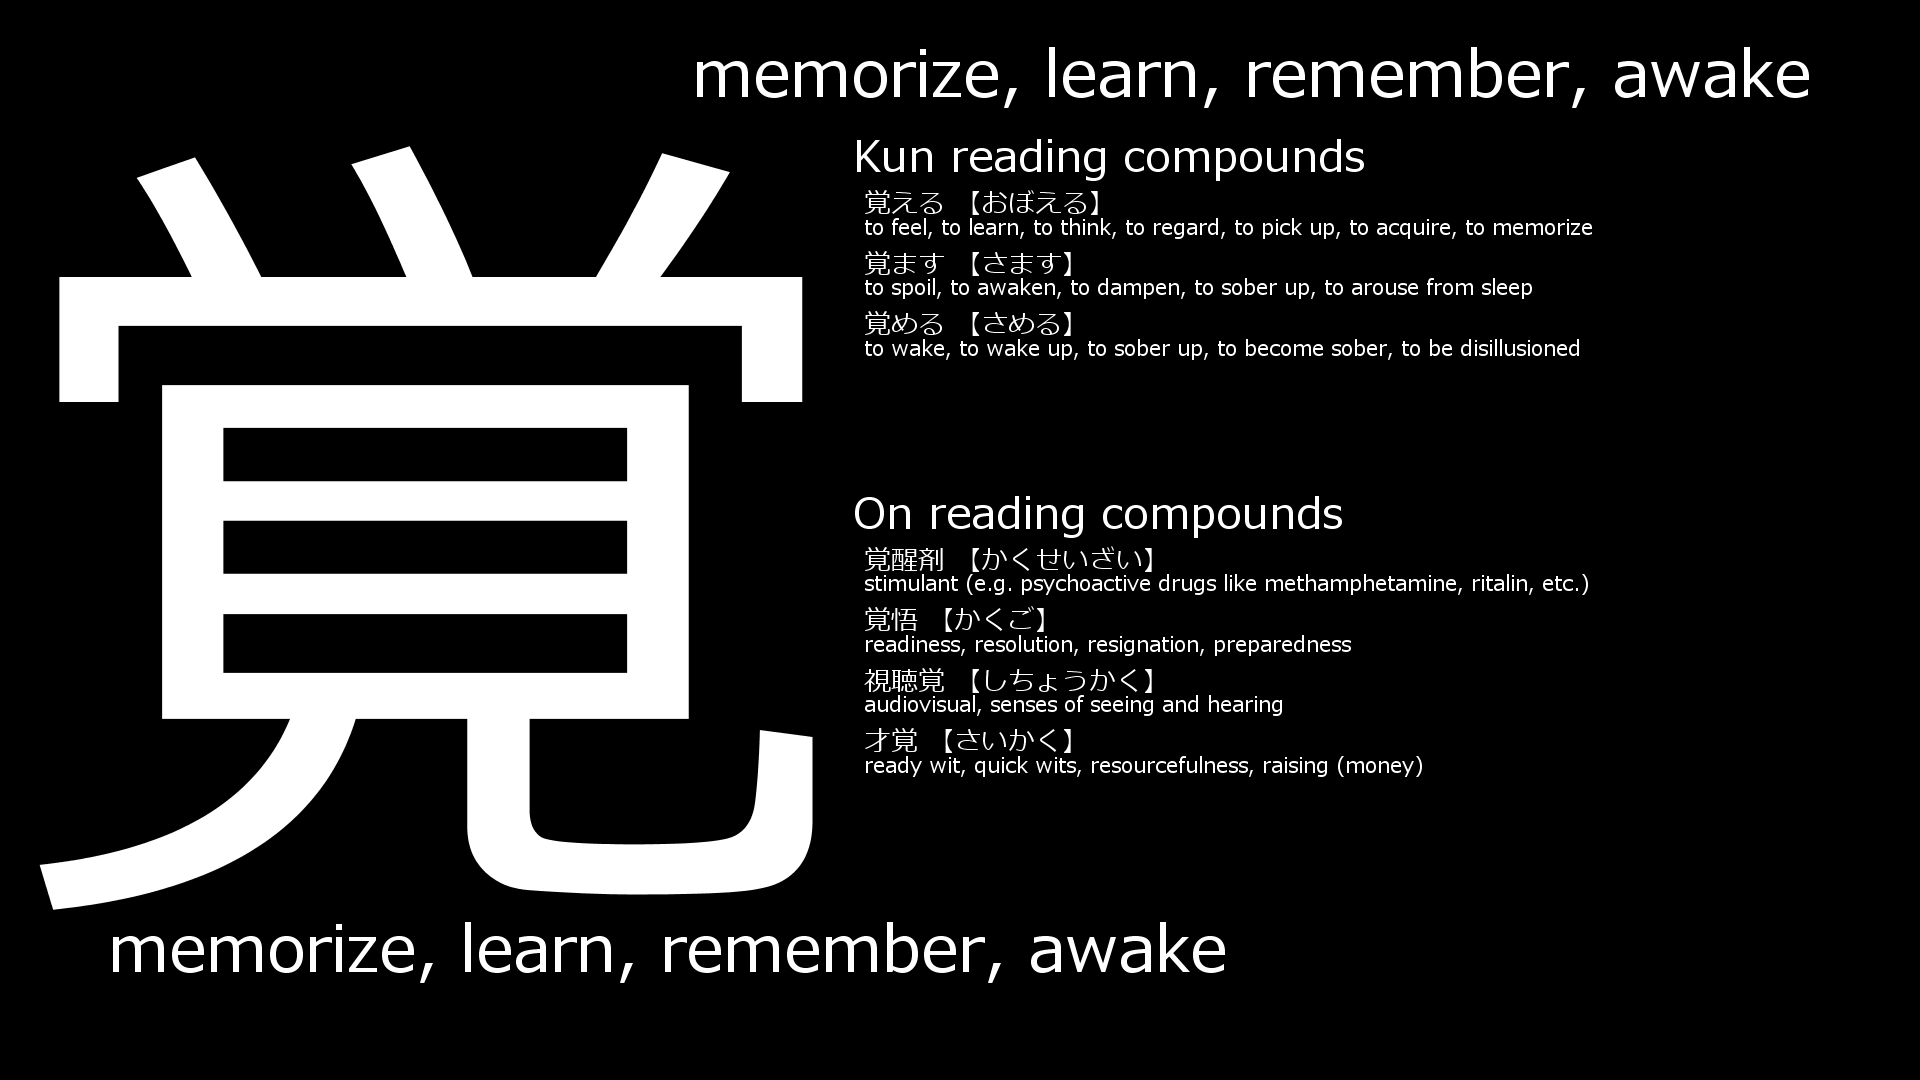 memorize, learn, remember, awake
覚
Kun reading compounds
覚える 【おぼえる】
to feel, to learn, to think, to regard, to pick up, to acquire, to memorize
覚ます 【さます】
to spoil, to awaken, to dampen, to sober up, to arouse from sleep
覚める 【さめる】
to wake, to wake up, to sober up, to become sober, to be disillusioned
On reading compounds
覚醒剤 【かくせいざい】
stimulant (e.g. psychoactive drugs like methamphetamine, ritalin, etc.)
覚悟 【かくご】
readiness, resolution, resignation, preparedness
視聴覚 【しちょうかく】
audiovisual, senses of seeing and hearing
才覚 【さいかく】
ready wit, quick wits, resourcefulness, raising (money)
memorize, learn, remember, awake